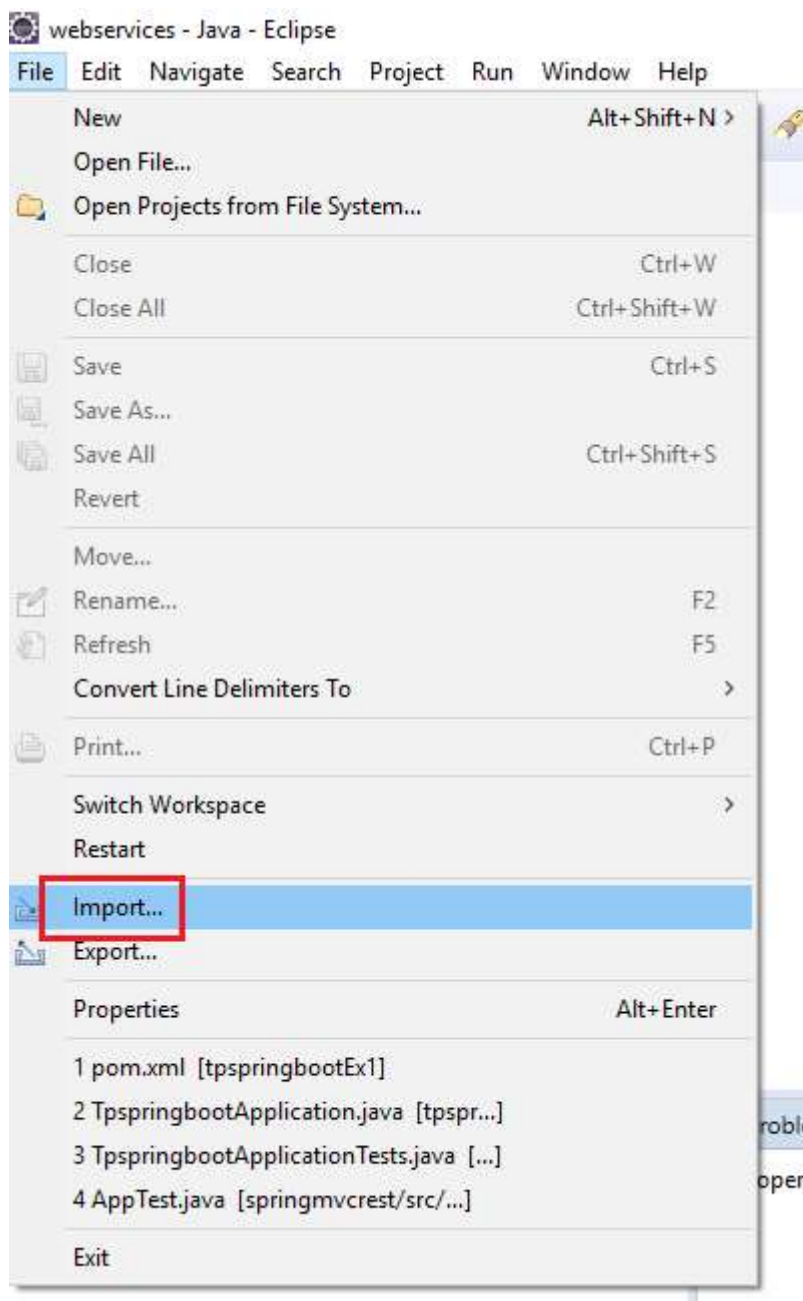 webservices - Java - Eclipse
File Edit Navigate Search Project Run Window Help
New Alt+Shift+N >
Open File...
Open Projects from File System...
Close Ctrl+W
Close All Ctrl+Shift+W
Save Ctrl+S
Save As...
Save All Ctrl+Shift+S
Revert
Move...
Rename... F2
Refresh F5
Convert Line Delimiters To >
Print... Ctrl+P
Switch Workspace >
Restart
Import...
Export...
Properties Alt+Enter
1 pom.xml [tpspringbootEx1]
2 TpspringbootApplication.java [tpspr...]
robl
3 TpspringbootApplicationTests.java [...]
oper
4 AppTest.java [springmvcrest/src/...]
Exit